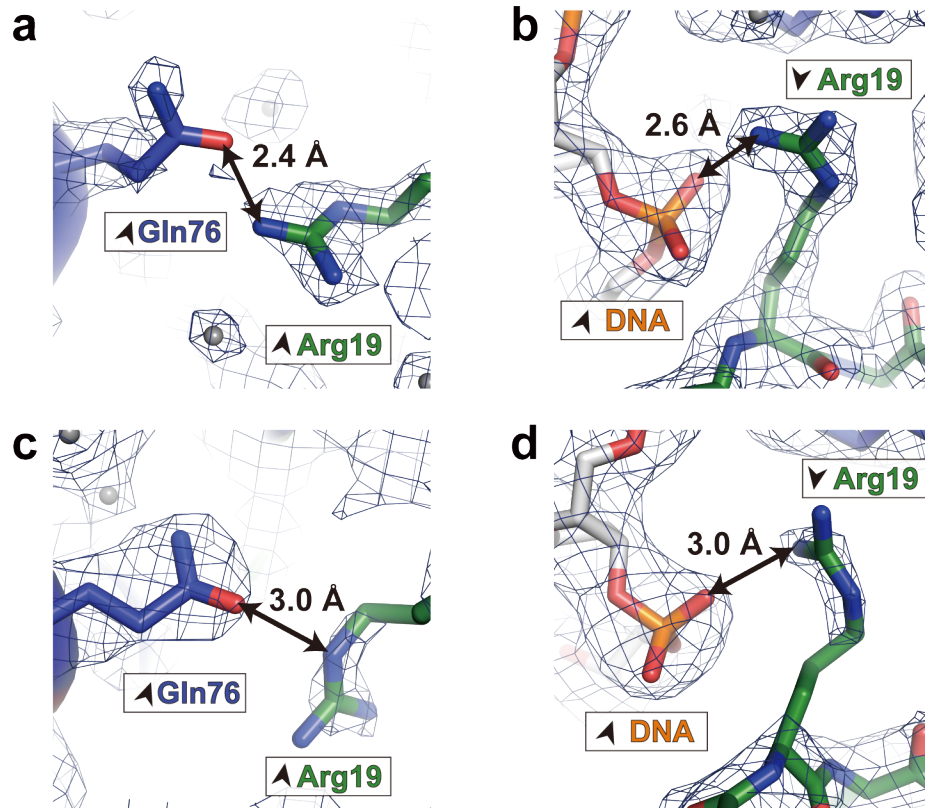 a
2.4 Å
Gln76
Arg19
b
Arg19
2.6 Å
DNA
c
3.0 Å
Gln76
Arg19
d
Arg19
3.0 Å
DNA